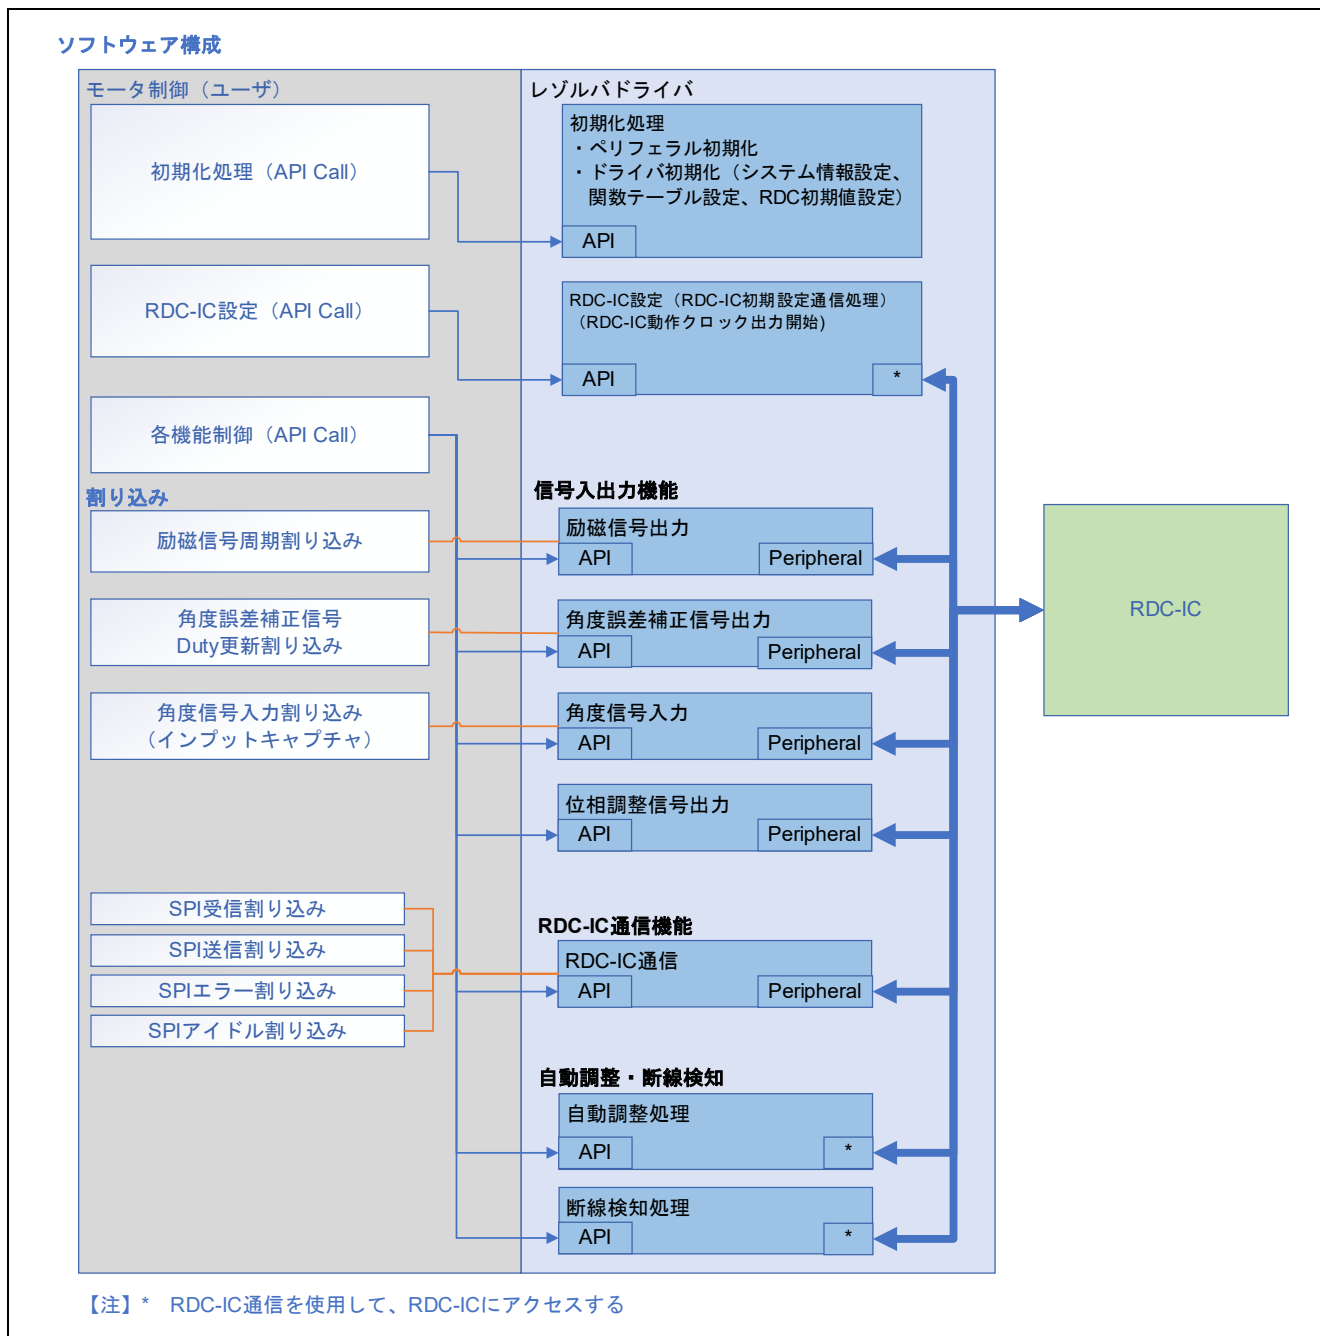 ソフトウェア構成
モータ制御（ユーザ）
初期化処理（API Call）
RDC-IC設定（API Call）
各機能制御（API Call）
割り込み
励磁信号周期割り込み
角度誤差補正信号
Duty更新割り込み
角度信号入力割り込み
（インプットキャプチャ）
SPI受信割り込み
SPI送信割り込み
SPIエラー割り込み
SPIアイドル割り込み
レゾルバドライバ
初期化処理
・ペリフェラル初期化
・ドライバ初期化（システム情報設定、
関数テーブル設定、RDC初期値設定）
API
RDC-IC設定（RDC-IC初期設定通信処理）
（RDC-IC動作クロック出力開始)
API
*
信号入出力機能
励磁信号出力
API
Peripheral
角度誤差補正信号出力
API
Peripheral
角度信号入力
API
Peripheral
位相調整信号出力
API
Peripheral
RDC-IC通信機能
RDC-IC通信
API
Peripheral
自動調整・断線検知
自動調整処理
API
*
断線検知処理
API
*
RDC-IC
【注】*　RDC-IC通信を使用して、RDC-ICにアクセスする